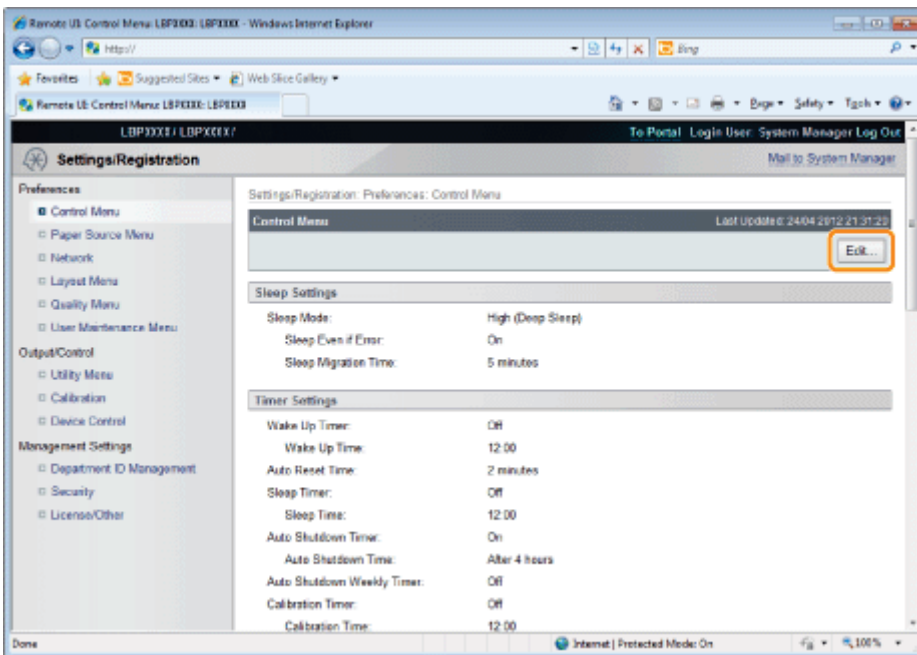 Remote UI: Control Menu: LBPXXXX: LBPXXXX - Windows Internet Explorer
http://
Bing
Favorites Suggested Sites Web Slice Gallery
Remote UI: Control Menu: LBPXXXX: LBPXXXX
Page Safety Tools
LBPXXXX / LBPXXXX /
To Portal Login User: System Manager Log Out
Settings/Registration
Mail to System Manager
Preferences
Control Menu
Paper Source Menu
Network
Layout Menu
Quality Menu
User Maintenance Menu
Output/Control
Utility Menu
Calibration
Device Control
Management Settings
Department ID Management
Security
License/Other
Settings/Registration: Preferences: Control Menu
Control Menu Last Updated: 24/04 2012 21:31:29
Edit...
Sleep Settings
Sleep Mode: High (Deep Sleep)
Sleep Even if Error: On
Sleep Migration Time: 5 minutes
Timer Settings
Wake Up Timer: Off
Wake Up Time: 12:00
Auto Reset Time: 2 minutes
Sleep Timer: Off
Sleep Time: 12:00
Auto Shutdown Timer: On
Auto Shutdown Time: After 4 hours
Auto Shutdown Weekly Timer: Off
Calibration Timer: Off
Calibration Time: 12:00
Done Internet | Protected Mode: On 100%